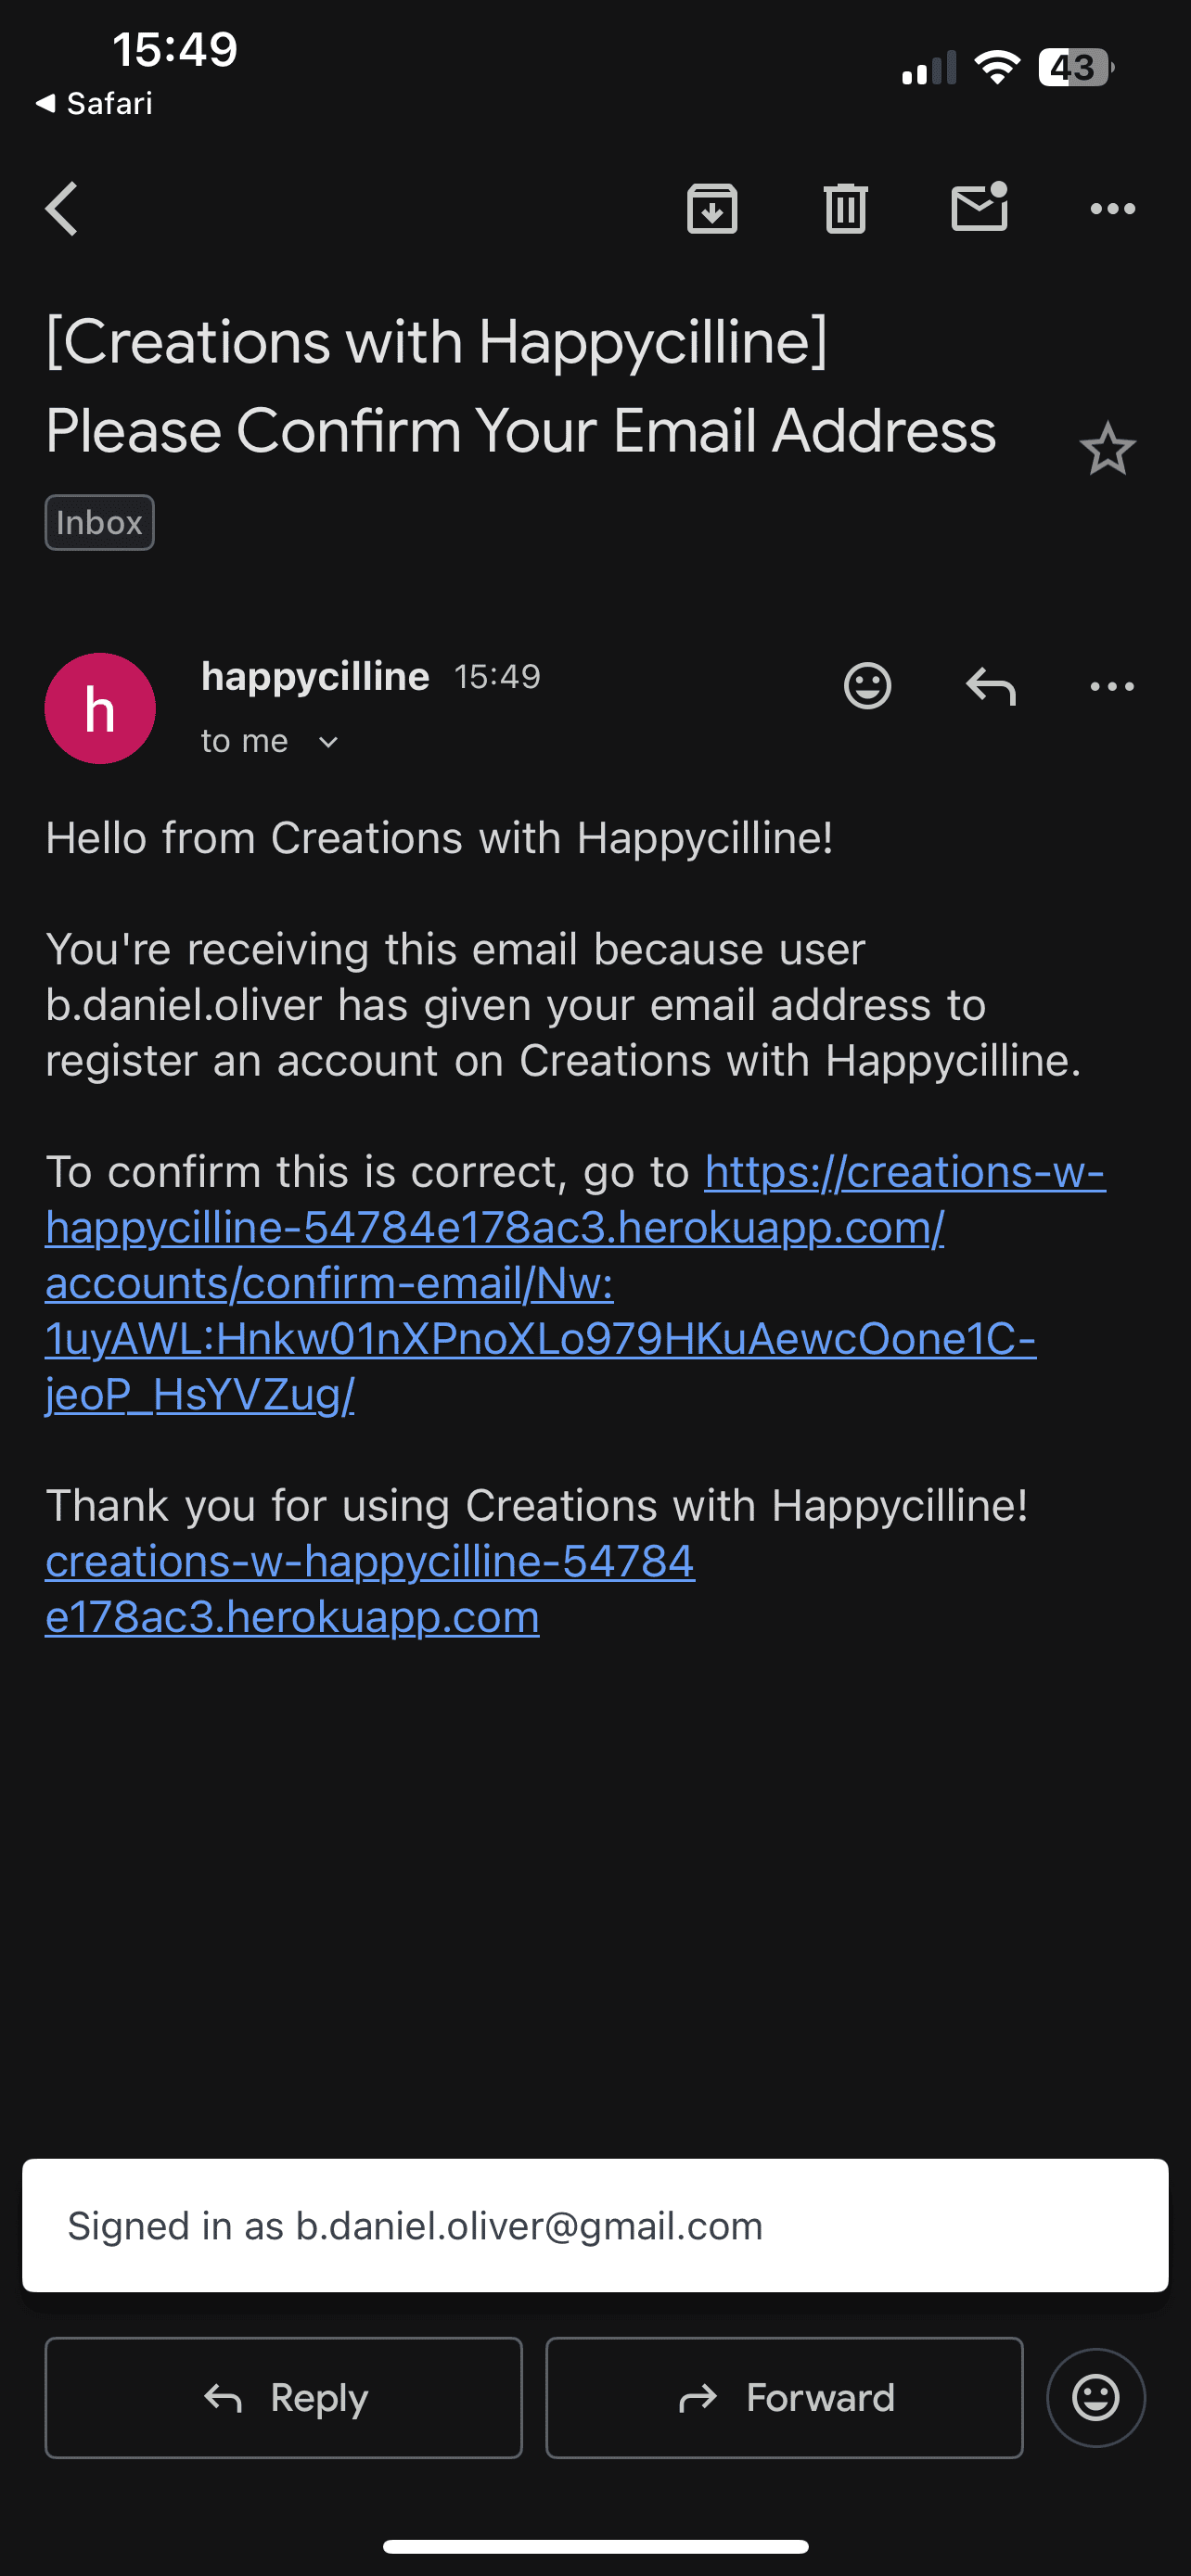 15:49
43
Safari
[Creations with Happycilline]
Please Confirm Your Email Address
Inbox
h
happycilline 15:49
to me
Hello from Creations with Happycilline!
You're receiving this email because user
b.daniel.oliver has given your email address to
register an account on Creations with Happycilline.
To confirm this is correct, go to https://creations-w-
happycilline-54784e178ac3.herokuapp.com/
accounts/confirm-email/Nw:
1uyAWL:Hnkw01nXPnoXLo979HKuAewcOone1C-
jeoP_HsYVZug/
Thank you for using Creations with Happycilline!
creations-w-happycilline-54784
e178ac3.herokuapp.com
Signed in as b.daniel.oliver@gmail.com
Reply
Forward